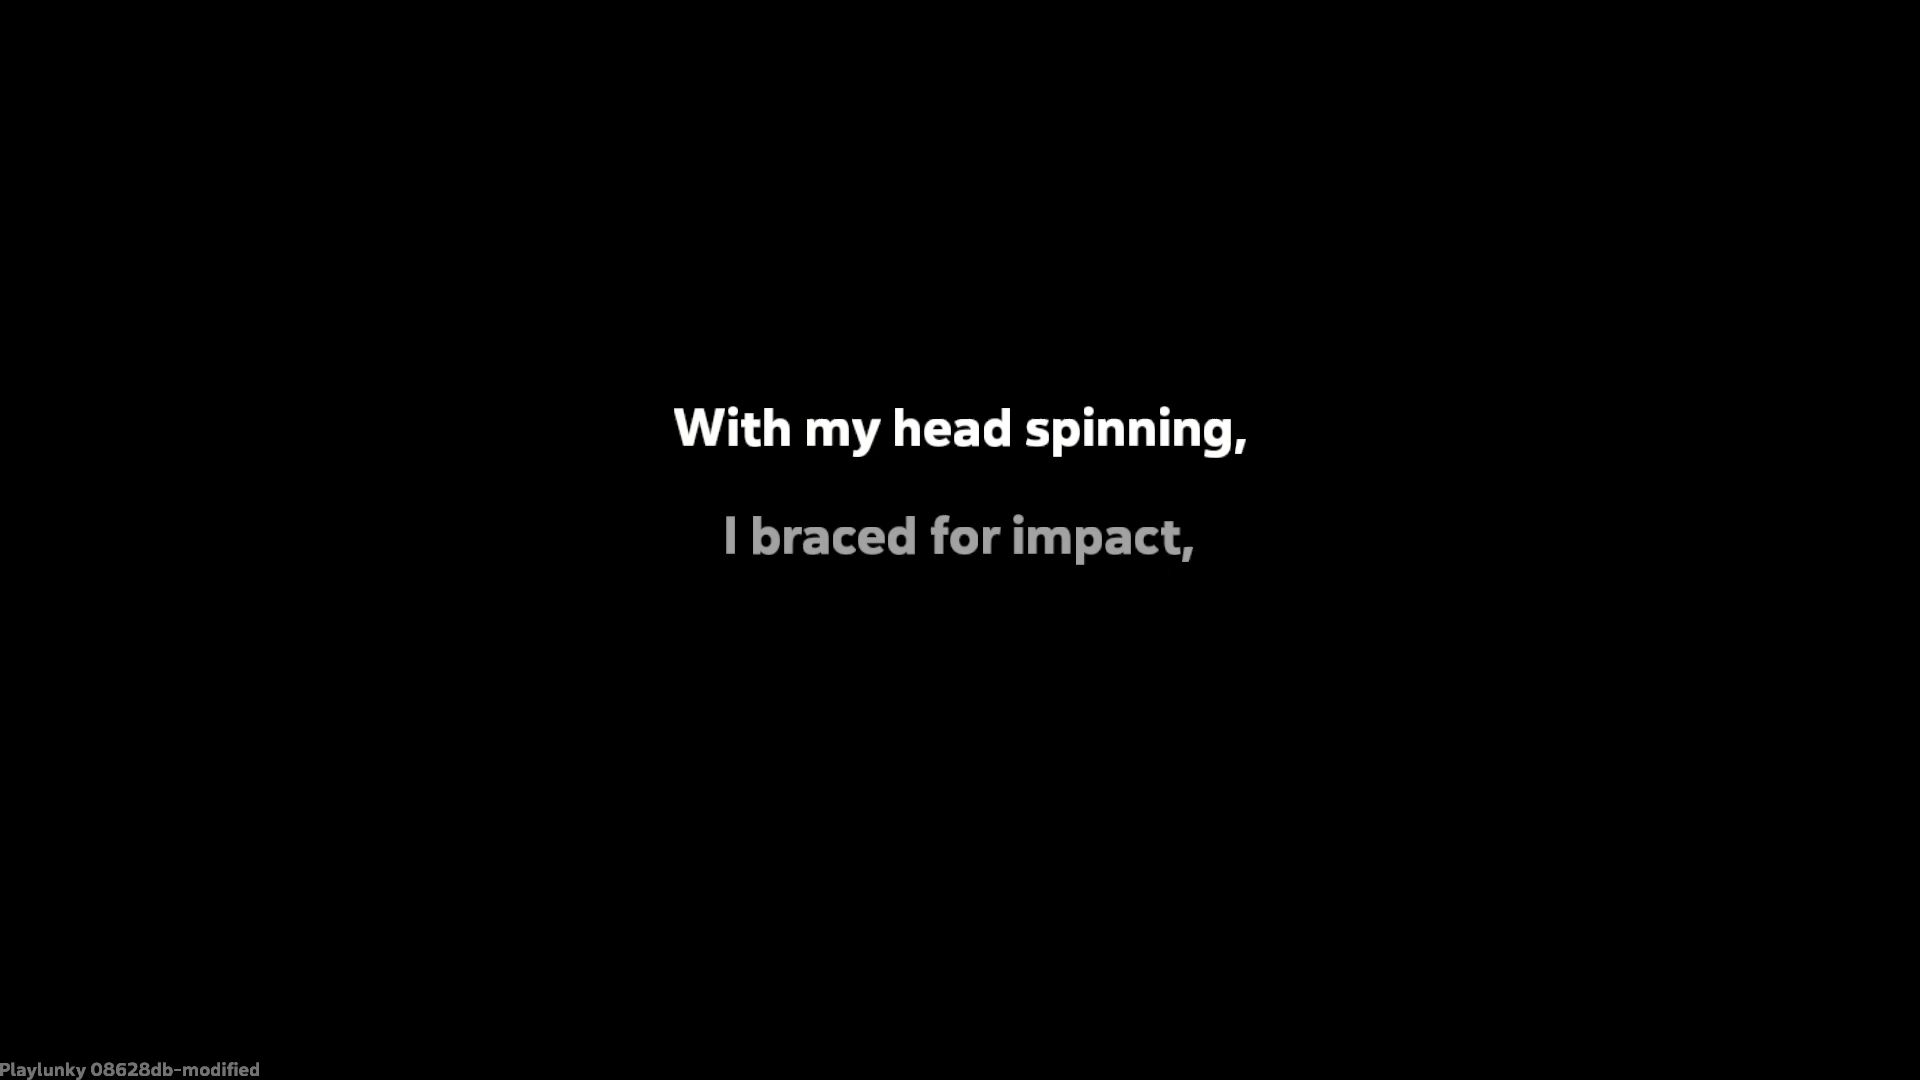 With my head spinning,
I braced for impact,
Playlunky 08628db-modified